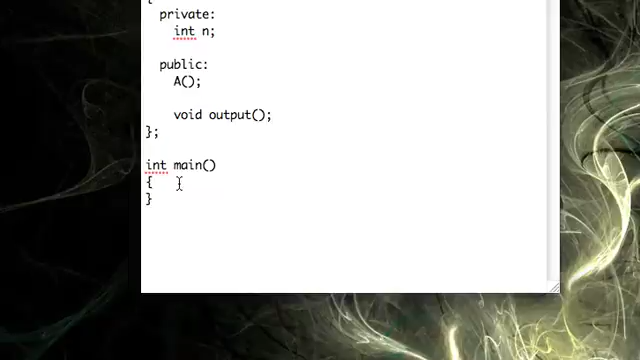 {
private:
int n;
public:
A();
void output();
};
int main()
{
}